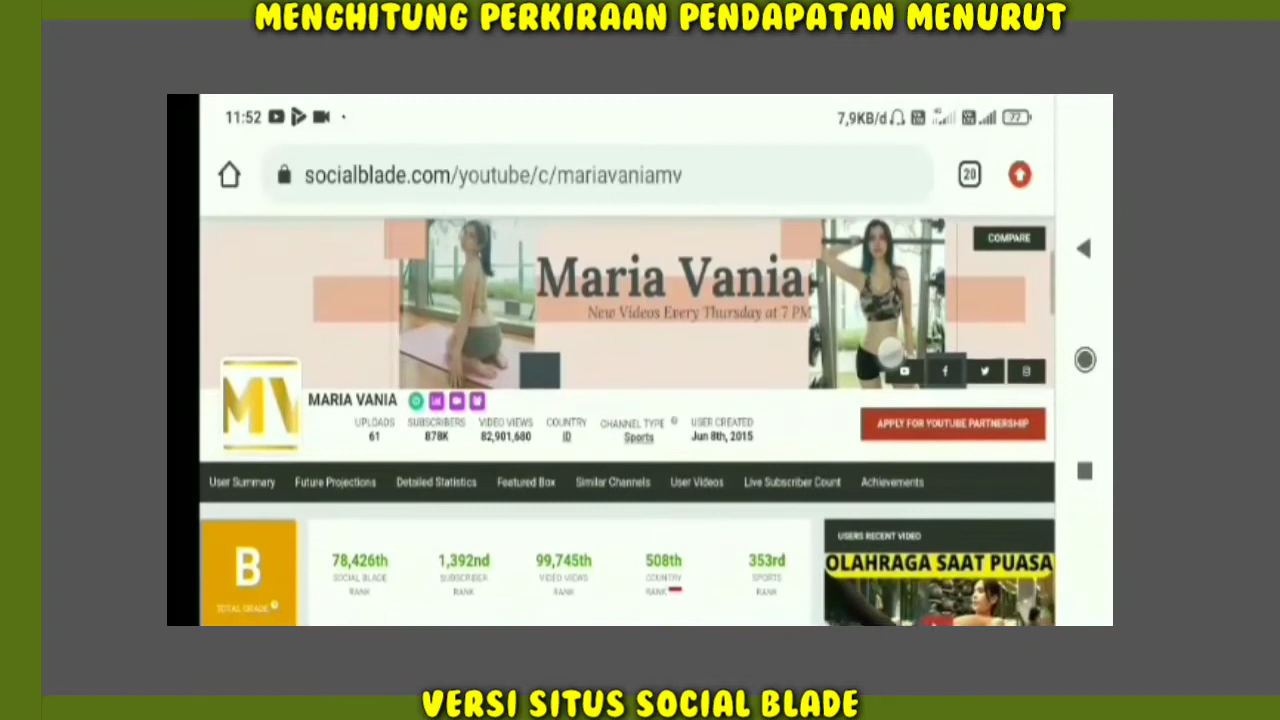 MENGHITUNG PERKIRAAN PENDAPATAN MENURUT
11:52
7,9KB/d
4G
77
socialblade.com/youtube/c/mariavaniamv
20
COMPARE
Maria Vania
New Videos Every Thursday at 7 PM
MV
MARIA VANIA
UPLOADS SUBSCRIBERS VIDEO VIEWS COUNTRY CHANNEL TYPE USER CREATED
61 878K 82,901,680 ID Sports Jun 8th, 2015
APPLY FOR YOUTUBE PARTNERSHIP
User Summary Future Projections Detailed Statistics Featured Box Similar Channels User Videos Live Subscriber Count Achievements
B
TOTAL GRADE
78,426th 1,392nd 99,745th 508th 353rd
SOCIAL BLADE SUBSCRIBER VIDEO VIEWS COUNTRY SPORTS
RANK RANK RANK RANK RANK
USERS RECENT VIDEO
OLAHRAGA SAAT PUASA
VERSI SITUS SOCIAL BLADE